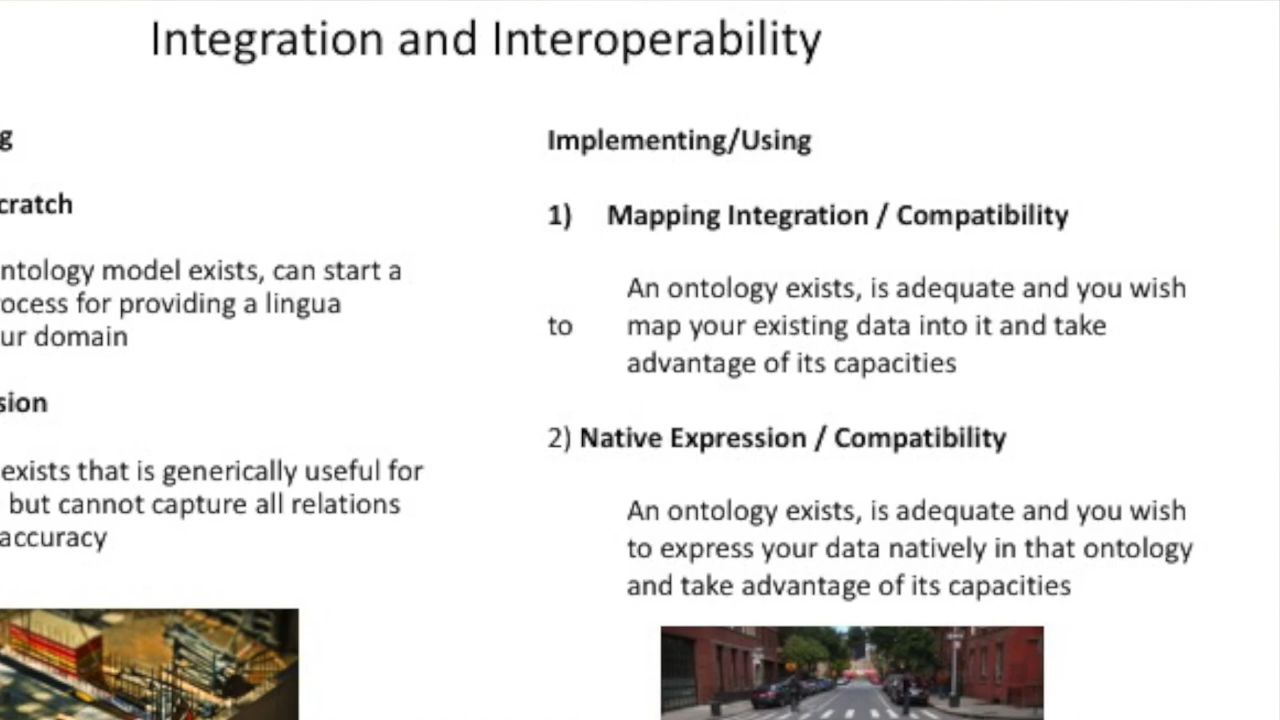 Integration and Interoperability
g
cratch
ntology model exists, can start a
rocess for providing a lingua
ur domain
sion
exists that is generically useful for
but cannot capture all relations
accuracy
Implementing/Using
1) Mapping Integration / Compatibility
An ontology exists, is adequate and you wish
to map your existing data into it and take
advantage of its capacities
2) Native Expression / Compatibility
An ontology exists, is adequate and you wish
to express your data natively in that ontology
and take advantage of its capacities